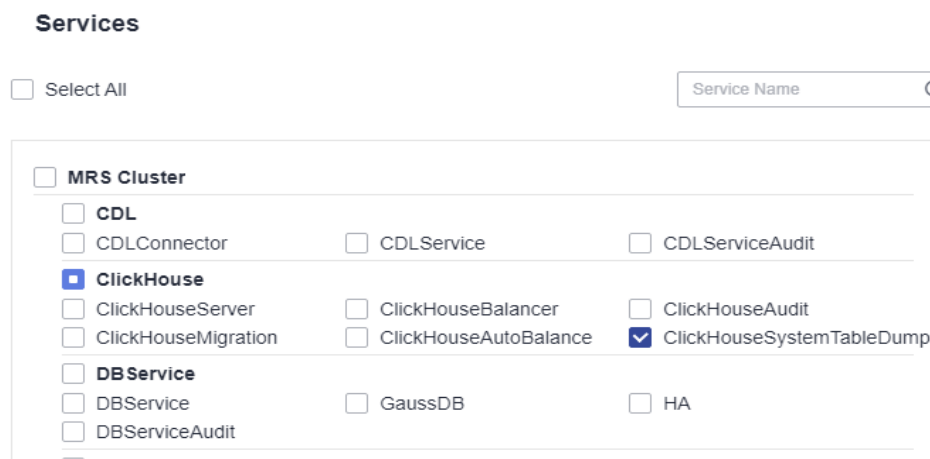 Services
Select All Service Name
MRS Cluster
CDL
CDLConnector CDLService CDLServiceAudit
ClickHouse
ClickHouseServer ClickHouseBalancer ClickHouseAudit
ClickHouseMigration ClickHouseAutoBalance ClickHouseSystemTableDump
DBService
DBService GaussDB HA
DBServiceAudit